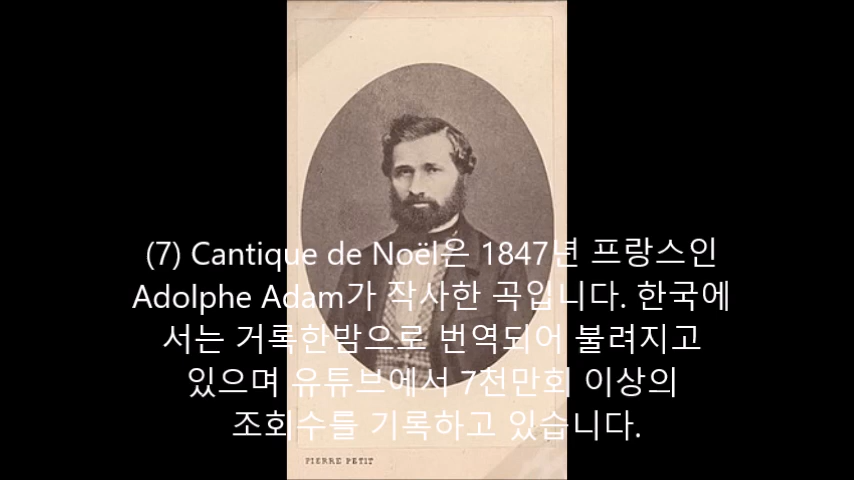 (7) Cantique de Noël은 1847년 프랑스인
Adolphe Adam가 작사한 곡입니다. 한국에
서는 거록한밤으로 번역되어 불려지고
있으며 유튜브에서 7천만회 이상의
조회수를 기록하고 있습니다.
PIERRE PETIT